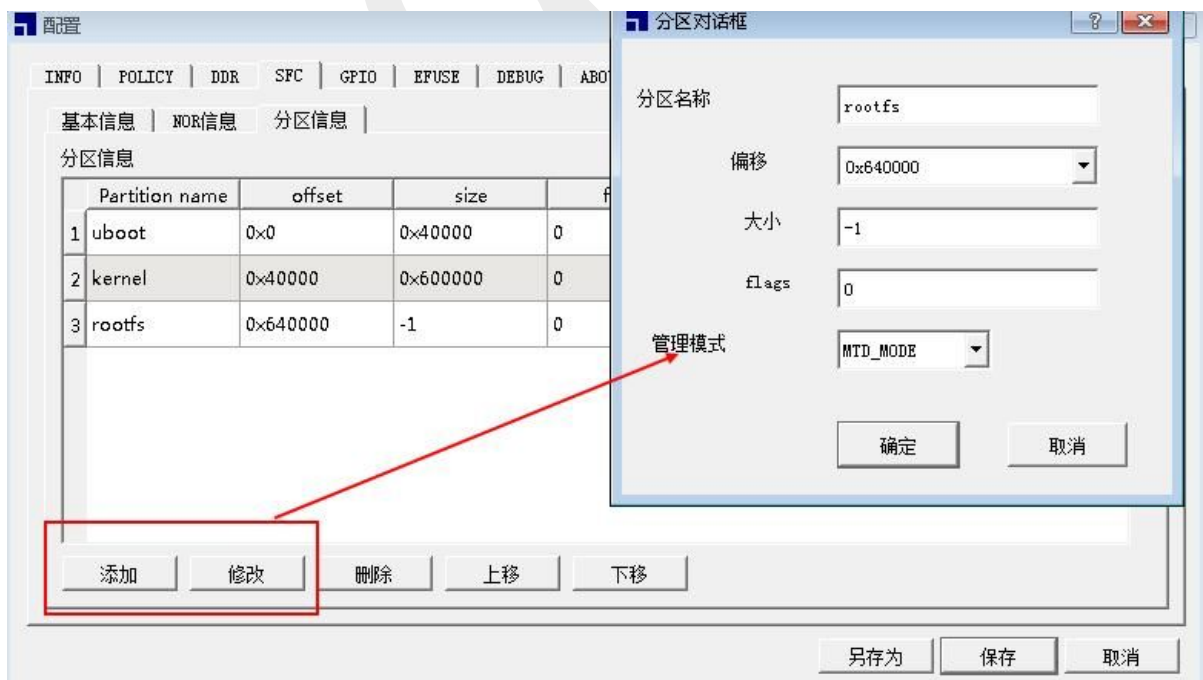 配置
INFO POLICY DDR SFC GPIO EFUSE DEBUG
基本信息 NOR信息 分区信息
分区信息
Partition name offset size
1 uboot 0x0 0x40000 0
2 kernel 0x40000 0x600000 0
3 rootfs 0x640000 -1 0
添加 修改 删除 上移 下移
另存为 保存 取消
分区对话框 ?
分区名称 rootfs
偏移 0x640000
大小 -1
flags 0
管理模式 MTD_MODE
确定 取消